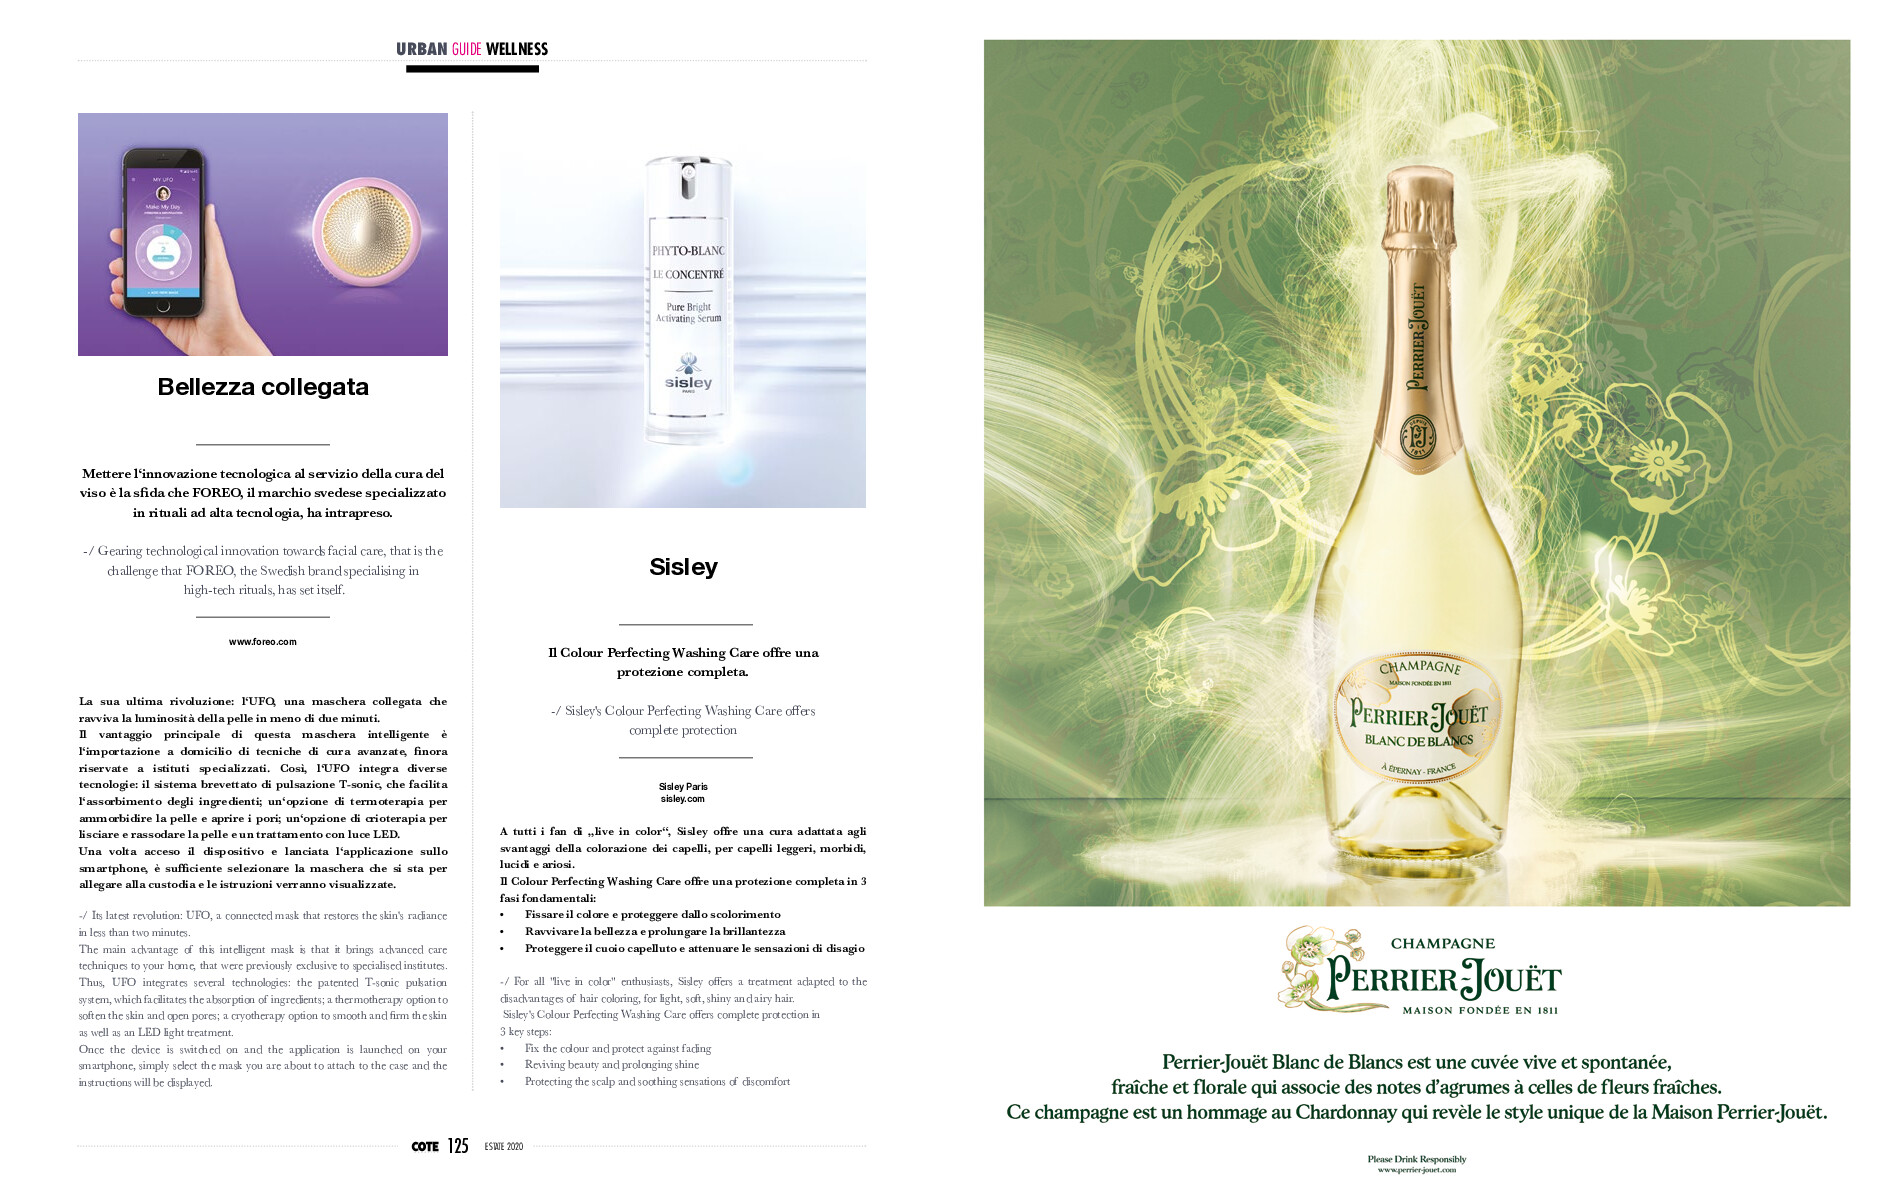 URBAN GUIDE WELLNESS
MY UFO
Make My Day
2
Bellezza collegata
Mettere l‘innovazione tecnologica al servizio della cura del
viso è la sfida che FOREO, il marchio svedese specializzato
in rituali ad alta tecnologia, ha intrapreso.
-/ Gearing technological innovation towards facial care, that is the
challenge that FOREO, the Swedish brand specialising in
high-tech rituals, has set itself.
www.foreo.com
La sua ultima rivoluzione: l‘UFO, una maschera collegata che
ravviva la luminosità della pelle in meno di due minuti.
Il vantaggio principale di questa maschera intelligente è
l‘importazione a domicilio di tecniche di cura avanzate, finora
riservate a istituti specializzati. Così, l‘UFO integra diverse
tecnologie: il sistema brevettato di pulsazione T-sonic, che facilita
l‘assorbimento degli ingredienti; un‘opzione di termoterapia per
ammorbidire la pelle e aprire i pori; un‘opzione di crioterapia per
lisciare e rassodare la pelle e un trattamento con luce LED.
Una volta acceso il dispositivo e lanciata l‘applicazione sullo
smartphone, è sufficiente selezionare la maschera che si sta per
allegare alla custodia e le istruzioni verranno visualizzate.
-/ Its latest revolution: UFO, a connected mask that restores the skin's radiance
in less than two minutes.
The main advantage of this intelligent mask is that it brings advanced care
techniques to your home, that were previously exclusive to specialised institutes.
Thus, UFO integrates several technologies: the patented T-sonic pulsation
system, which facilitates the absorption of ingredients; a thermotherapy option to
soften the skin and open pores; a cryotherapy option to smooth and firm the skin
as well as an LED light treatment.
Once the device is switched on and the application is launched on your
smartphone, simply select the mask you are about to attach to the case and the
instructions will be displayed.
PHYTO-BLANC
LE CONCENTRÉ
Pure Bright
Activating Serum
sisley
PARIS
Sisley
Il Colour Perfecting Washing Care offre una
protezione completa.
-/ Sisley's Colour Perfecting Washing Care offers
complete protection
Sisley Paris
sisley.com
A tutti i fan di „live in color“, Sisley offre una cura adattata agli
svantaggi della colorazione dei capelli, per capelli leggeri, morbidi,
lucidi e ariosi.
Il Colour Perfecting Washing Care offre una protezione completa in 3
fasi fondamentali:
• Fissare il colore e proteggere dallo scolorimento
• Ravvivare la bellezza e prolungare la brillantezza
• Proteggere il cuoio capelluto e attenuare le sensazioni di disagio
-/ For all "live in color" enthusiasts, Sisley offers a treatment adapted to the
disadvantages of hair coloring, for light, soft, shiny and airy hair.
Sisley's Colour Perfecting Washing Care offers complete protection in
3 key steps:
• Fix the colour and protect against fading
• Reviving beauty and prolonging shine
• Protecting the scalp and soothing sensations of discomfort
COTE 125 ESTATE 2020
PERRIER-JOUËT
DEPUIS
PJ
1811
CHAMPAGNE
MAISON FONDÉE EN 1811
PERRIER-JOUËT
BLANC DE BLANCS
À ÉPERNAY - FRANCE
CHAMPAGNE
PERRIER-JOUËT
MAISON FONDÉE EN 1811
Perrier-Jouët Blanc de Blancs est une cuvée vive et spontanée,
fraîche et florale qui associe des notes d’agrumes à celles de fleurs fraîches.
Ce champagne est un hommage au Chardonnay qui revèle le style unique de la Maison Perrier-Jouët.
Please Drink Responsibly
www.perrier-jouet.com